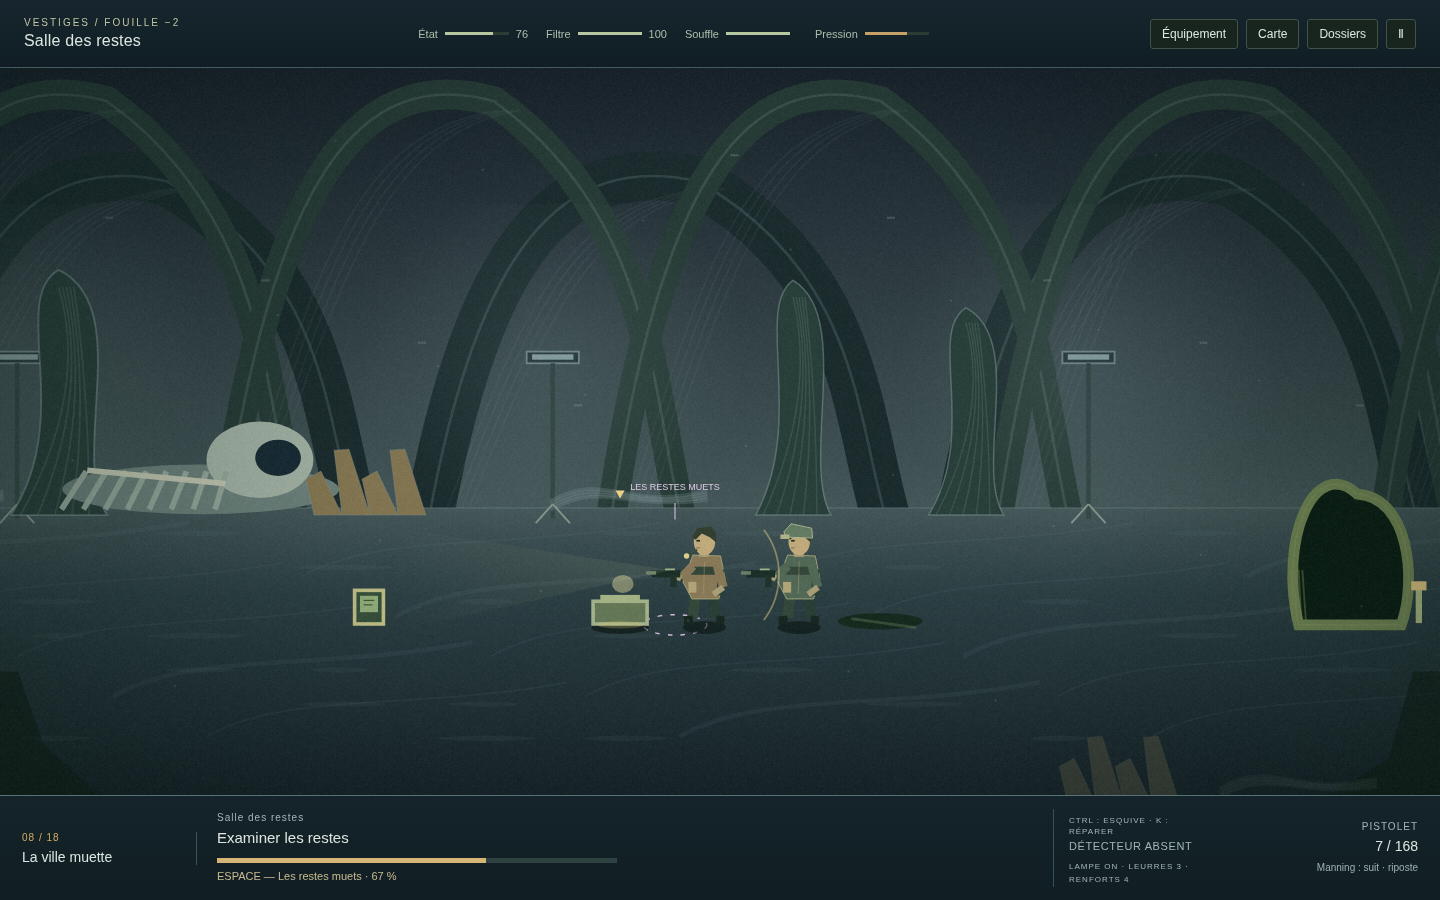 VESTIGES / FOUILLE −2
Salle des restes
État 76 Filtre 100 Souffle Pression
Équipement Carte Dossiers II
LES RESTES MUETS
08 / 18
La ville muette
Salle des restes
Examiner les restes
ESPACE — Les restes muets · 67 %
CTRL : ESQUIVE · K :
RÉPARER
DÉTECTEUR ABSENT
LAMPE ON · LEURRES 3 ·
RENFORTS 4
PISTOLET
7 / 168
Manning : suit · riposte